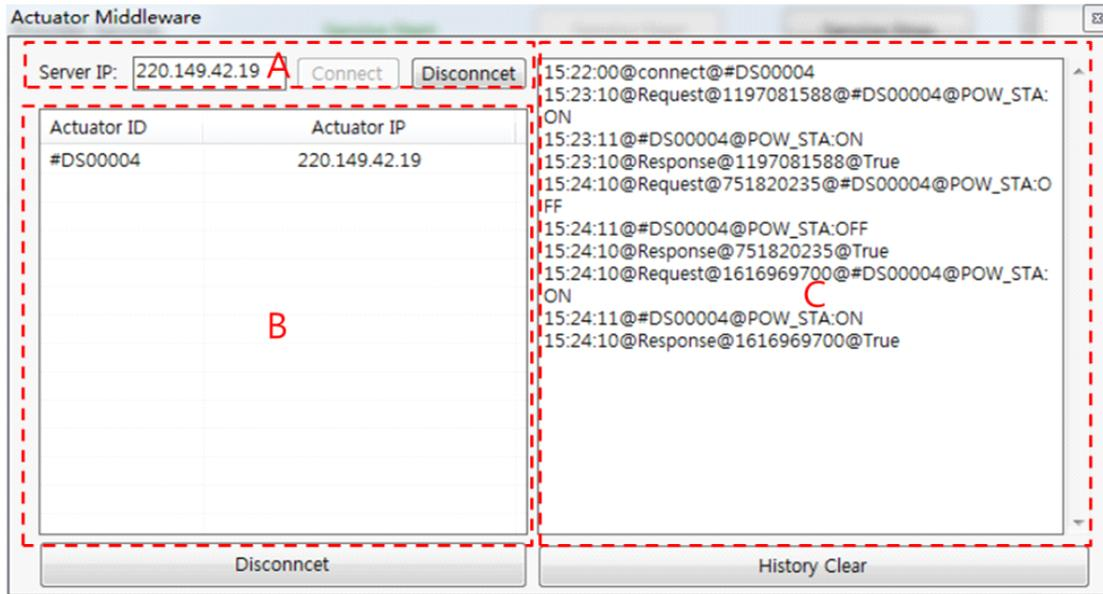 Actuator Middleware
Server IP: 220.149.42.19 A Connect Disconncet
Actuator ID Actuator IP
#DS00004 220.149.42.19
B
Disconncet
15:22:00@connect@#DS00004
15:23:10@Request@1197081588@#DS00004@POW_STA:
ON
15:23:11@#DS00004@POW_STA:ON
15:23:10@Response@1197081588@True
15:24:10@Request@751820235@#DS00004@POW_STA:O
FF
15:24:11@#DS00004@POW_STA:OFF
15:24:10@Response@751820235@True
15:24:10@Request@1616969700@#DS00004@POW_STA:
ON
C
15:24:11@#DS00004@POW_STA:ON
15:24:10@Response@1616969700@True
History Clear